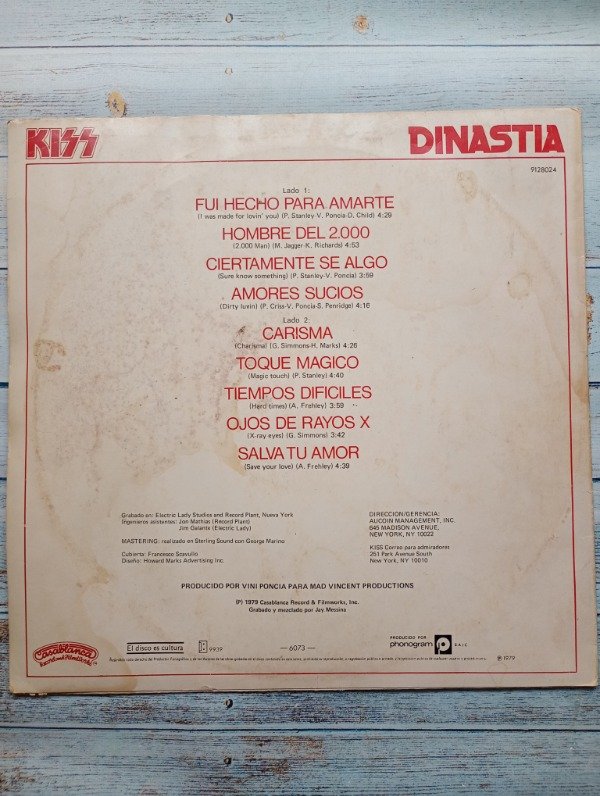 KISS
DINASTIA
9128024
Lado 1:
FUI HECHO PARA AMARTE
(I was made for lovin' you) (P. Stanley-V. Poncia-D. Child) 4:29
HOMBRE DEL 2.000
(2.000 Man) (M. Jagger-K. Richards) 4:53
CIERTAMENTE SE ALGO
(Sure know something) (P. Stanley-V. Poncia) 3:59
AMORES SUCIOS
(Dirty luvin) (P. Criss-V. Poncia-S. Penridge) 4:16
Lado 2
CARISMA
(Charisma) (G. Simmons-H. Marks) 4:25
TOQUE MAGICO
(Magic touch) (P. Stanley) 4:40
TIEMPOS DIFICILES
(Hard times) (A. Frehley) 3:59
OJOS DE RAYOS X
(X-ray eyes) (G. Simmons) 3:42
SALVA TU AMOR
(Save your love) (A. Frehley) 4:39
Grabado en: Electric Lady Studios and Record Plant, Nueva York
Ingenieros asistentes: Jon Mathias (Record Plant)
Jim Galante (Electric Lady)
MASTERING: realizado en Sterling Sound con George Marino
Cubierta: Francesco Scavullo
Diseño: Howard Marks Advertising Inc.
DIRECCION/GERENCIA:
AUCOIN MANAGEMENT, INC.
645 MADISON AVENUE,
NEW YORK, NY 10022
KISS Correo para admiradores
251 Park Avenue South
New York, NY 10010
PRODUCIDO POR VINI PONCIA PARA MAD VINCENT PRODUCTIONS
(P) 1979 Casablanca Record & Filmworks, Inc.
Grabado y mezclado por Jay Messina
Casablanca
Record and FilmWorks
El disco es cultura
9939
— 6073 —
PRODUCIDO POR
phonogram
℗ 1979